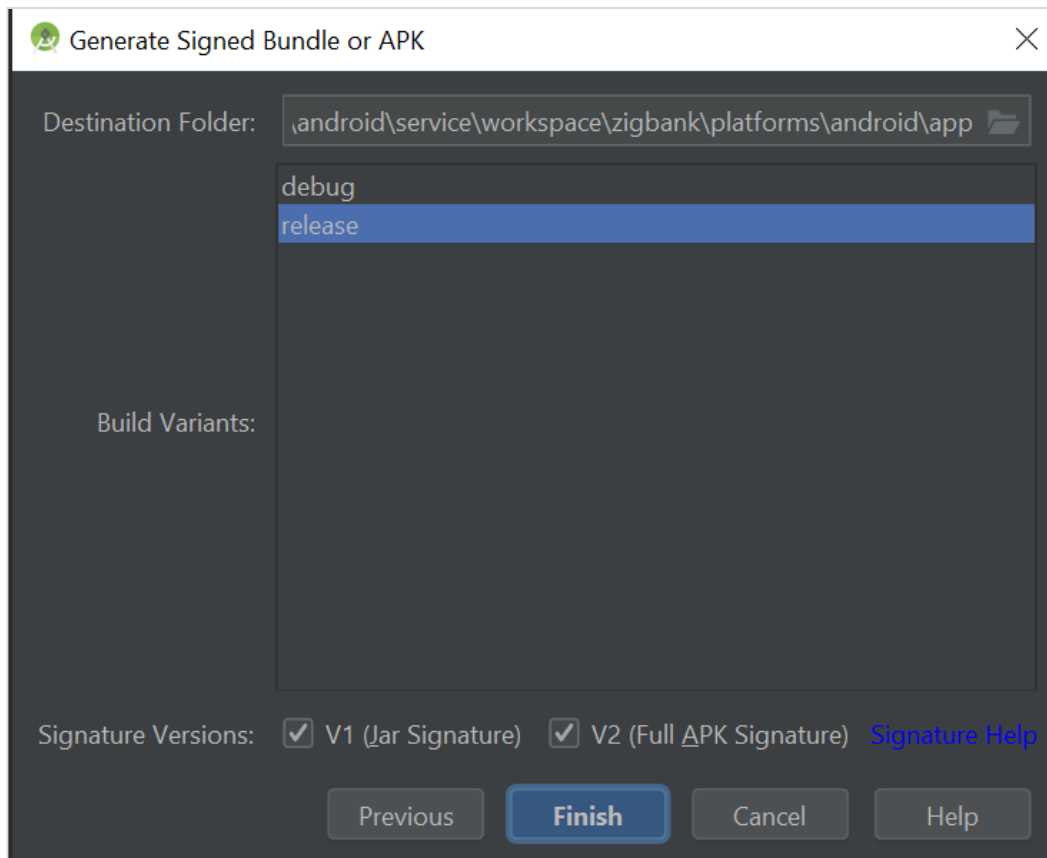 Generate Signed Bundle or APK
Destination Folder: \android\service\workspace\zigbank\platforms\android\app
debug
release
Build Variants:
Signature Versions: V1 (Jar Signature) V2 (Full APK Signature) Signature Help
Previous Finish Cancel Help